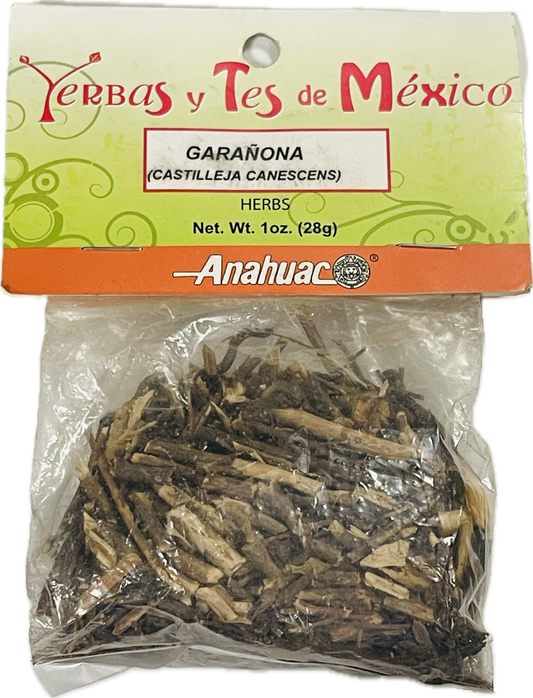 Yerbas y Tes de México
GARAÑONA
(CASTILLEJA CANESCENS)
HERBS
Net. Wt. 1oz. (28g)
Anahuac®